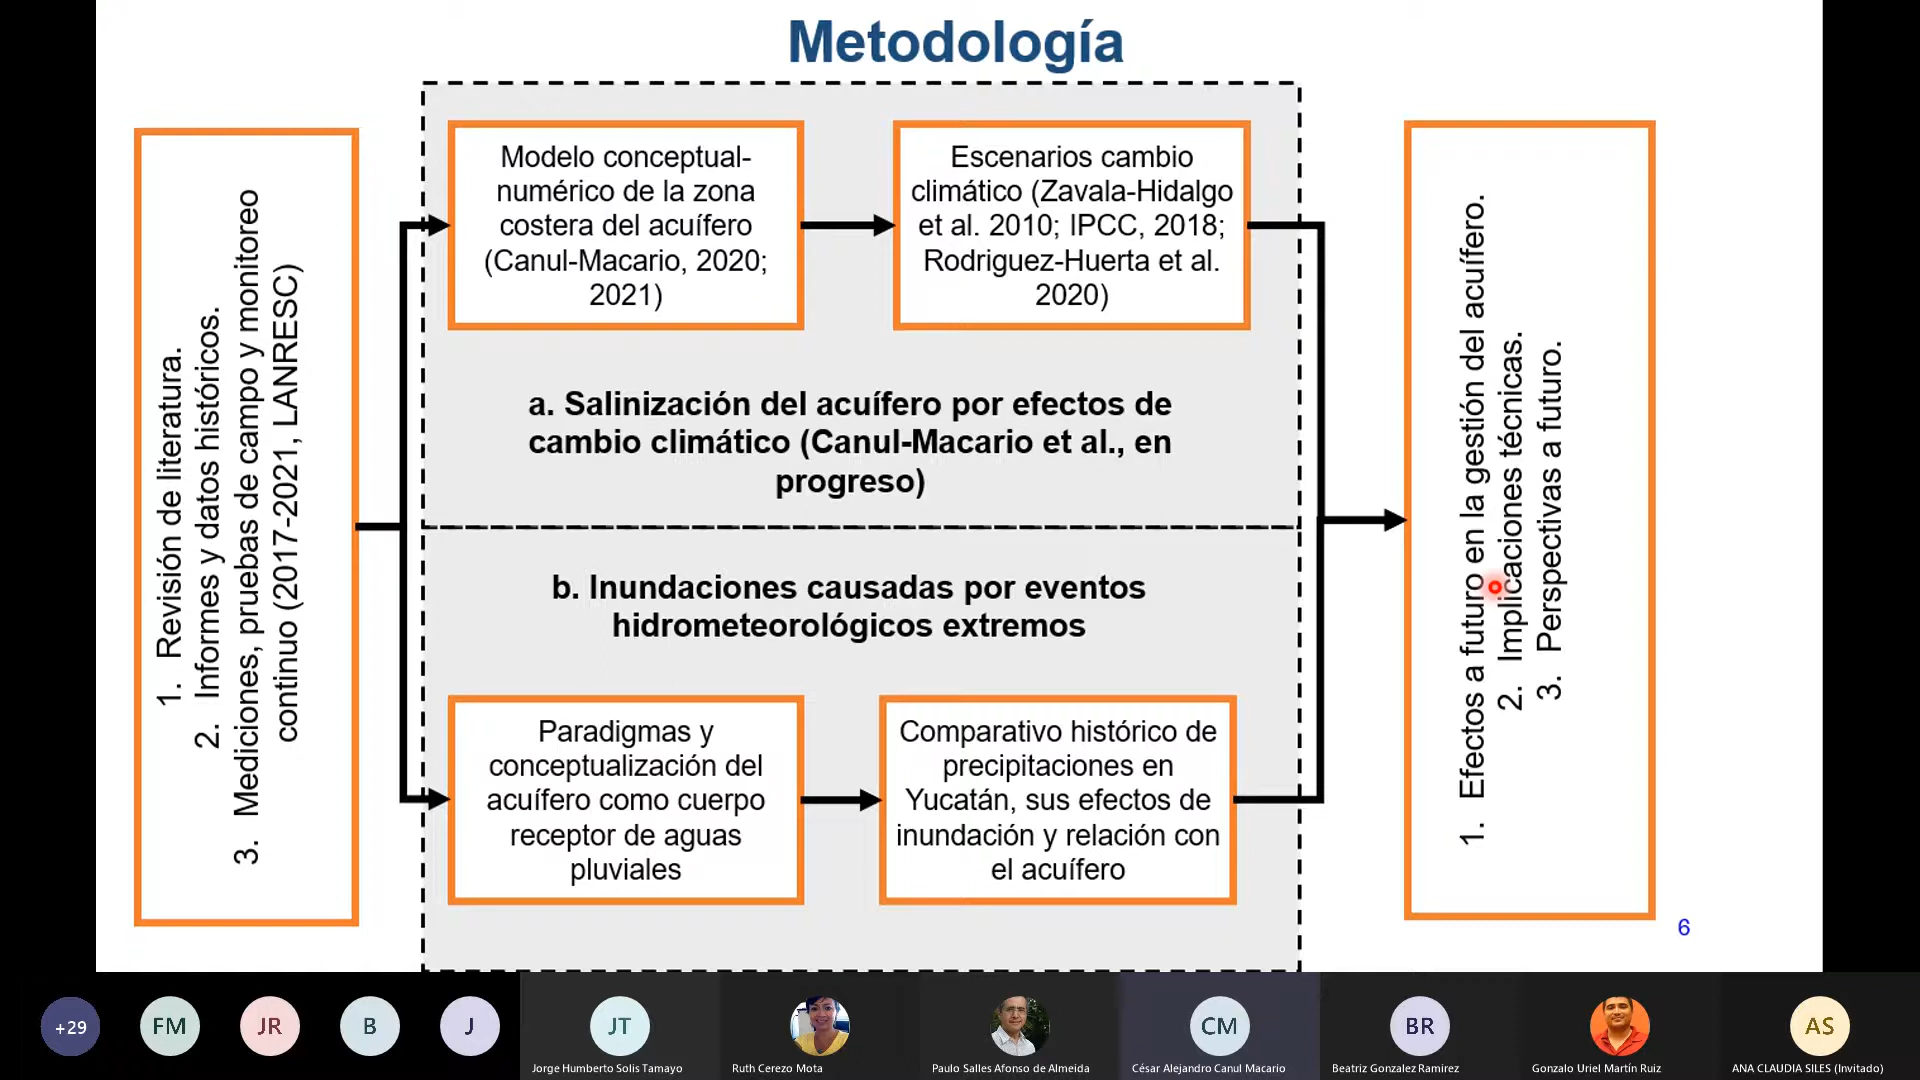 Metodología
1. Revisión de literatura.
2. Informes y datos históricos.
3. Mediciones, pruebas de campo y monitoreo
continuo (2017-2021, LANRESC)
Modelo conceptual-
numérico de la zona
costera del acuífero
(Canul-Macario, 2020;
2021)
Escenarios cambio
climático (Zavala-Hidalgo
et al. 2010; IPCC, 2018;
Rodriguez-Huerta et al.
2020)
a. Salinización del acuífero por efectos de
cambio climático (Canul-Macario et al., en
progreso)
b. Inundaciones causadas por eventos
hidrometeorológicos extremos
Paradigmas y
conceptualización del
acuífero como cuerpo
receptor de aguas
pluviales
Comparativo histórico de
precipitaciones en
Yucatán, sus efectos de
inundación y relación con
el acuífero
1. Efectos a futuro en la gestión del acuífero.
2. Implicaciones técnicas.
3. Perspectivas a futuro.
6
+29
FM
JR
B
J
JT
CM
BR
AS
Jorge Humberto Solis Tamayo
Ruth Cerezo Mota
Paulo Salles Afonso de Almeida
César Alejandro Canul Macario
Beatriz Gonzalez Ramirez
Gonzalo Uriel Martín Ruiz
ANA CLAUDIA SILES (Invitado)